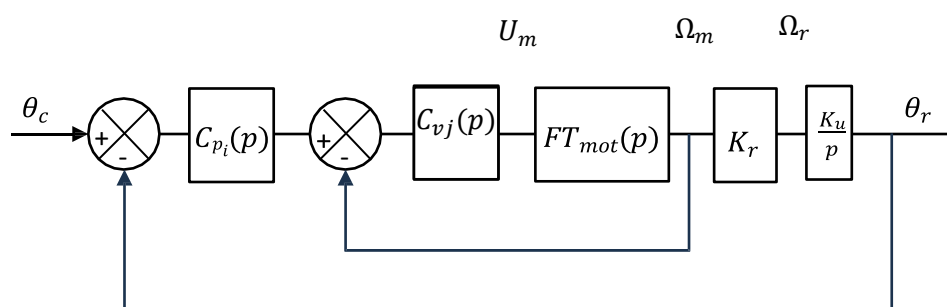 U_m Ω_m Ω_r
θ_c + - C_{p_i}(p) + - C_{vj}(p) FT_{mot}(p) K_r K_u/p θ_r